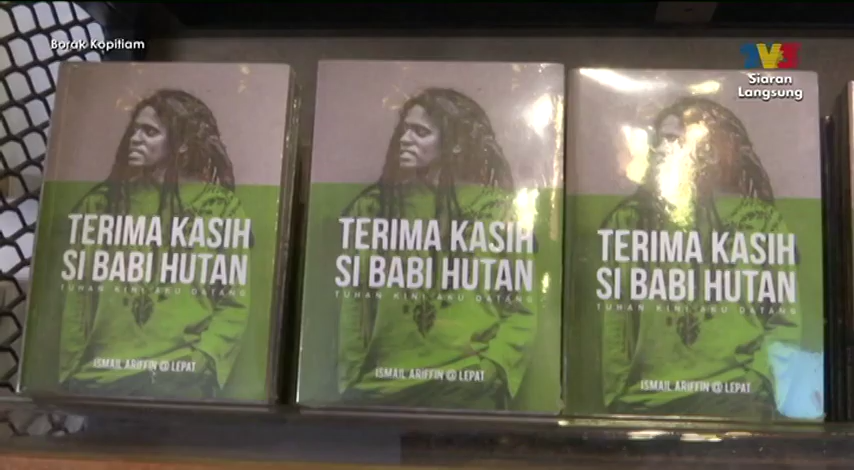 Borak Kopitiam
TV3
Siaran
Langsung
TERIMA KASIH
SI BABI HUTAN
TUHAN KINI AKU DATANG
ISMAIL ARIFFIN @ LEPAT
TERIMA KASIH
SI BABI HUTAN
TUHAN KINI AKU DATANG
ISMAIL ARIFFIN @ LEPAT
TERIMA KASIH
SI BABI HUTAN
TUHAN KINI AKU DATANG
ISMAIL ARIFFIN @ LEPAT